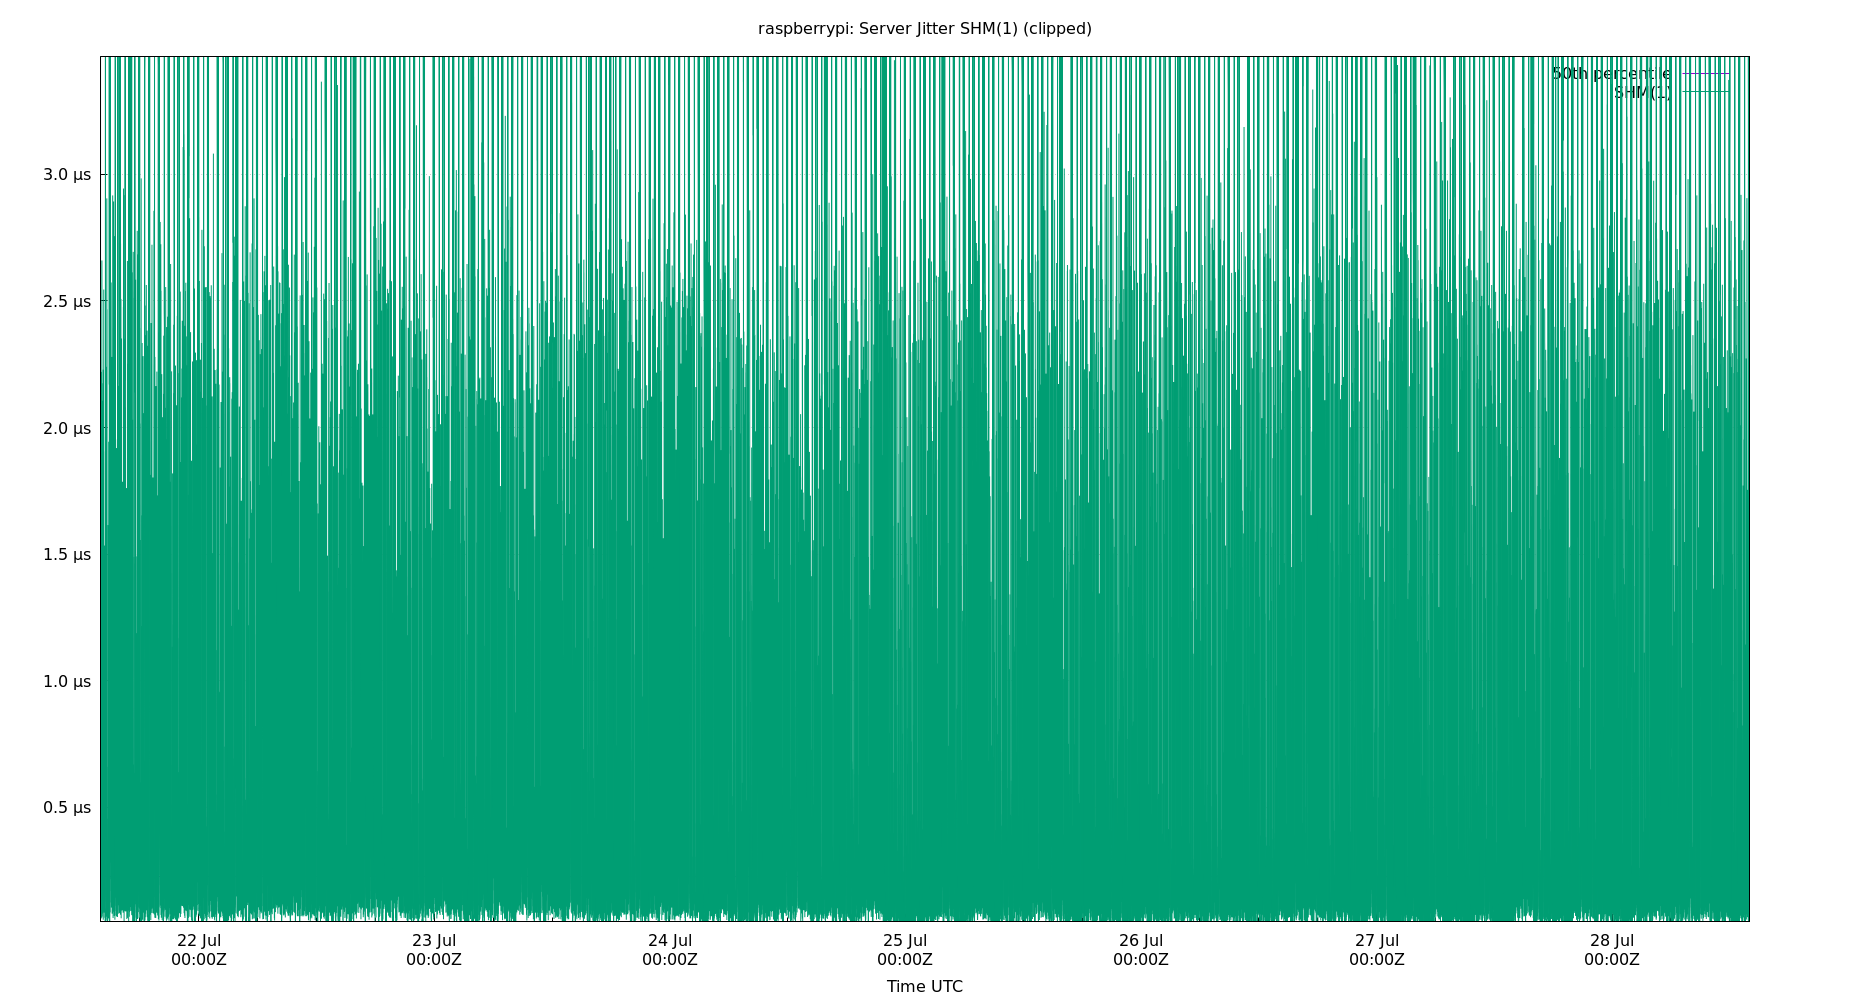 raspberrypi: Server Jitter SHM(1) (clipped)
50th percentile
SHM(1)
3.0 μs
2.5 μs
2.0 μs
1.5 μs
1.0 μs
0.5 μs
22 Jul 23 Jul 24 Jul 25 Jul 26 Jul 27 Jul 28 Jul
00:00Z 00:00Z 00:00Z 00:00Z 00:00Z 00:00Z 00:00Z
Time UTC